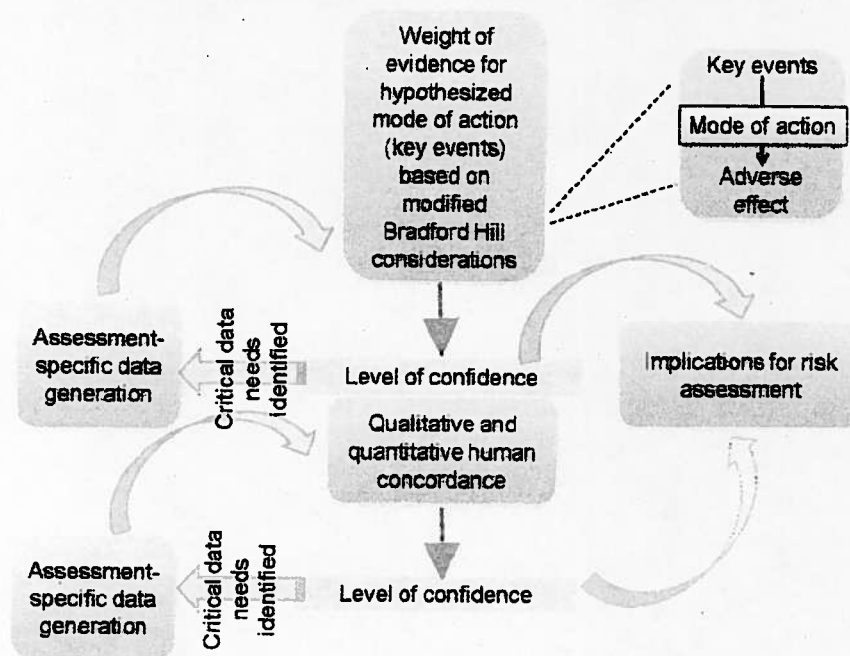 Weight of
evidence for
hypothesized
mode of action
(key events)
based on
modified
Bradford Hill
considerations
Key events
Mode of action
Adverse
effect
Assessment-
specific data
generation
Critical data
needs
identified
Level of confidence
Implications for risk
assessment
Qualitative and
quantitative human
concordance
Assessment-
specific data
generation
Critical data
needs
identified
Level of confidence